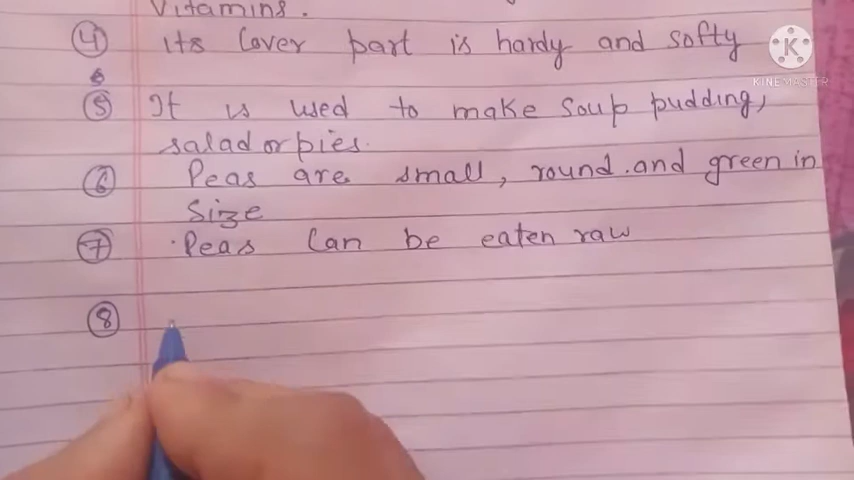 Vitamins.
④ its Cover part is hardy and softy
⑤ It is used to make soup pudding,
salad or pies.
⑥ Peas are small, round and green in
size
⑦ Peas can be eaten raw
⑧
K
KINEMASTER